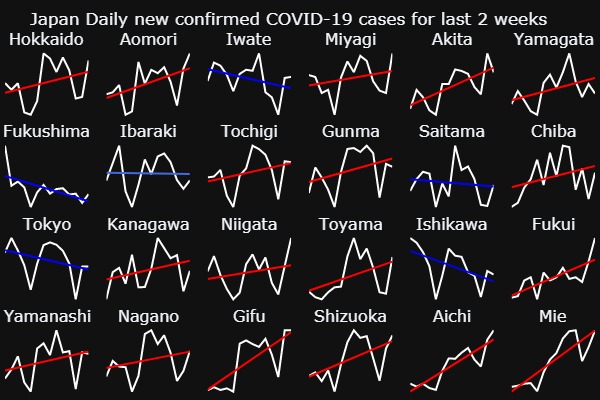 Japan Daily new confirmed COVID-19 cases for last 2 weeks
Hokkaido Aomori Iwate Miyagi Akita Yamagata
Fukushima Ibaraki Tochigi Gunma Saitama Chiba
Tokyo Kanagawa Niigata Toyama Ishikawa Fukui
Yamanashi Nagano Gifu Shizuoka Aichi Mie